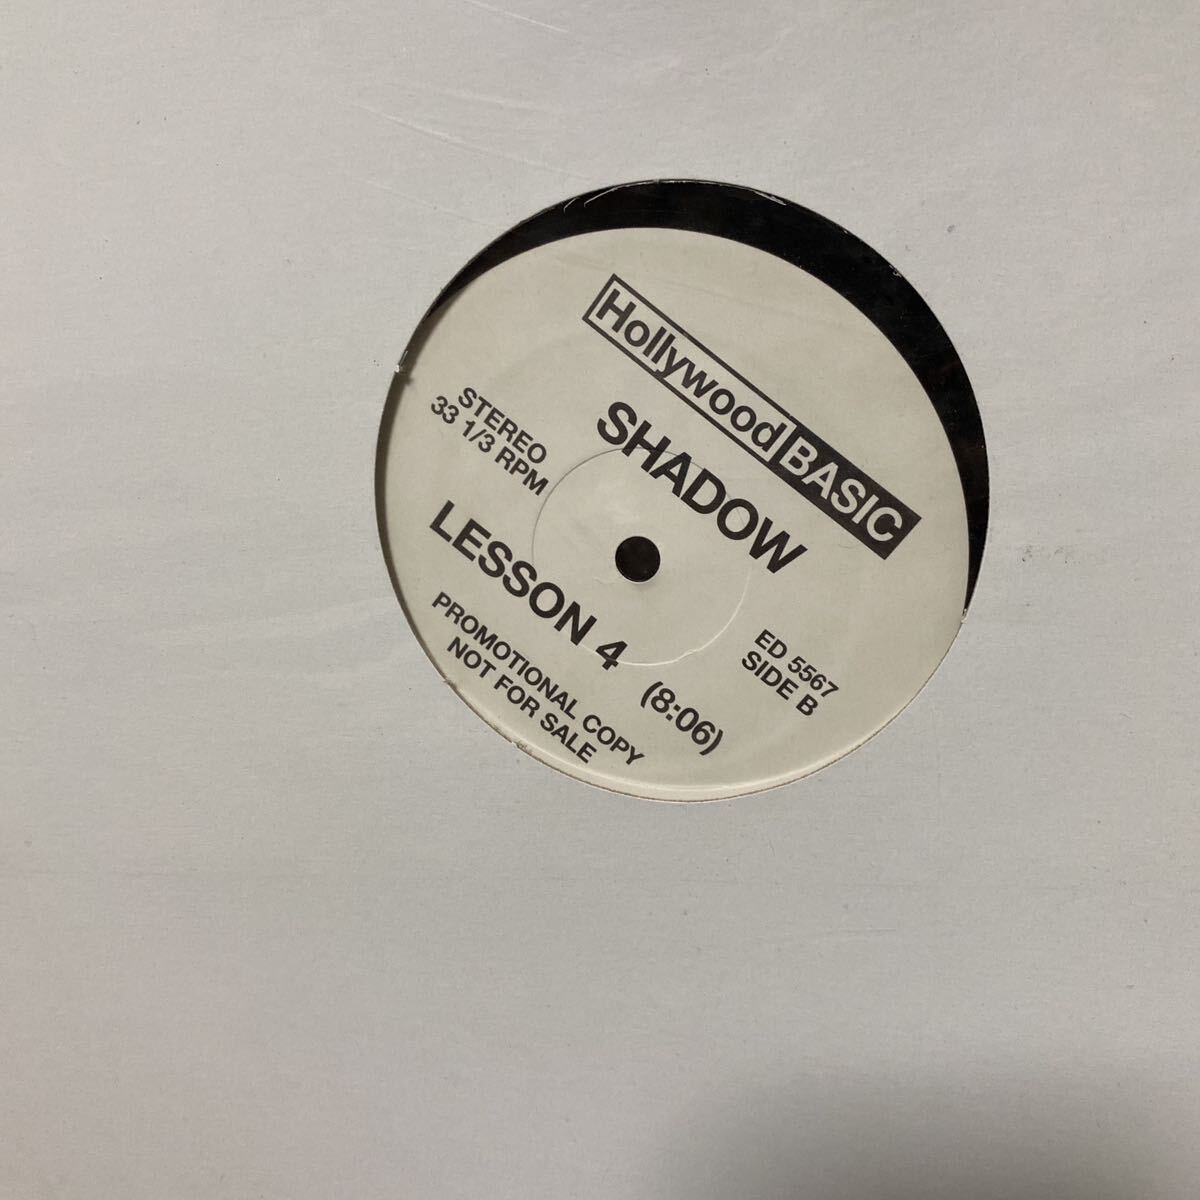 Hollywood BASIC
SHADOW
STEREO
33 1/3 RPM
ED 5567
SIDE B
LESSON 4 (8:06)
PROMOTIONAL COPY
NOT FOR SALE